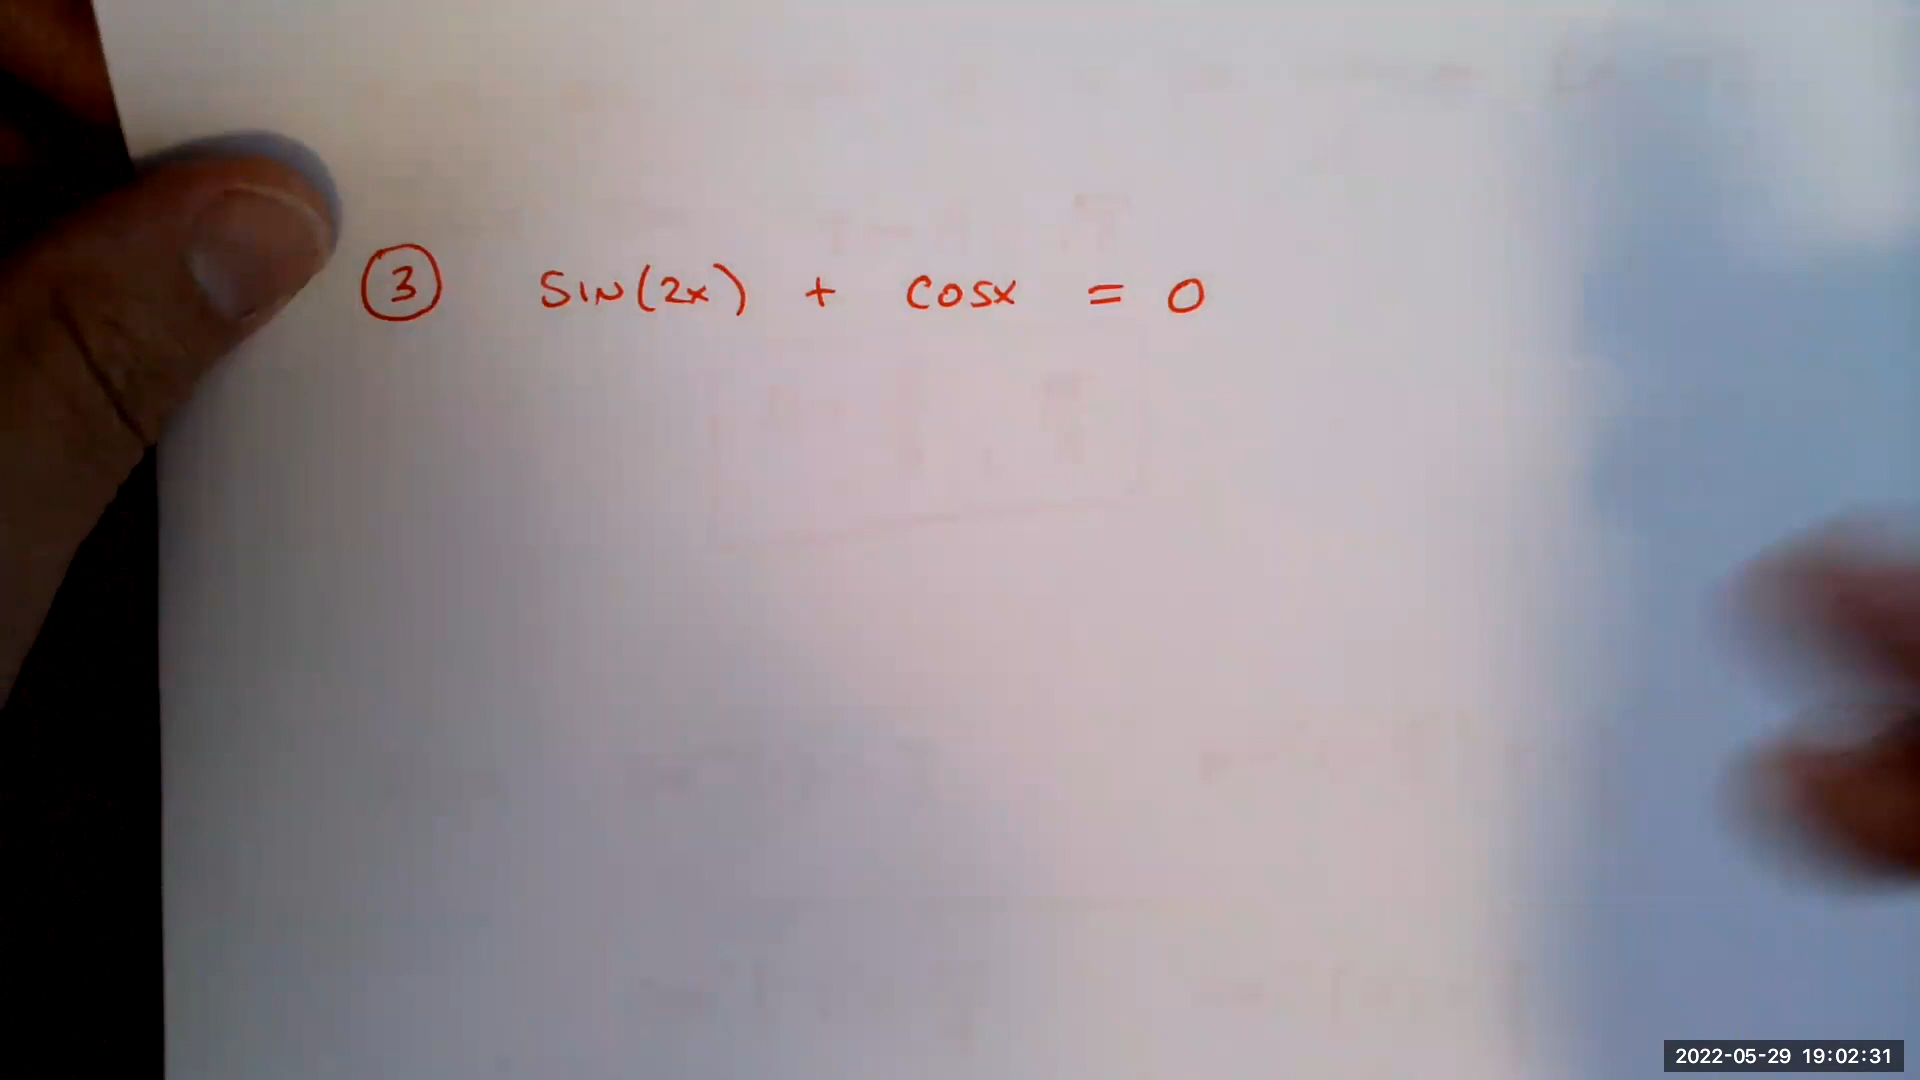 ③ SIN(2x) + COSX = 0
2022-05-29 19:02:31